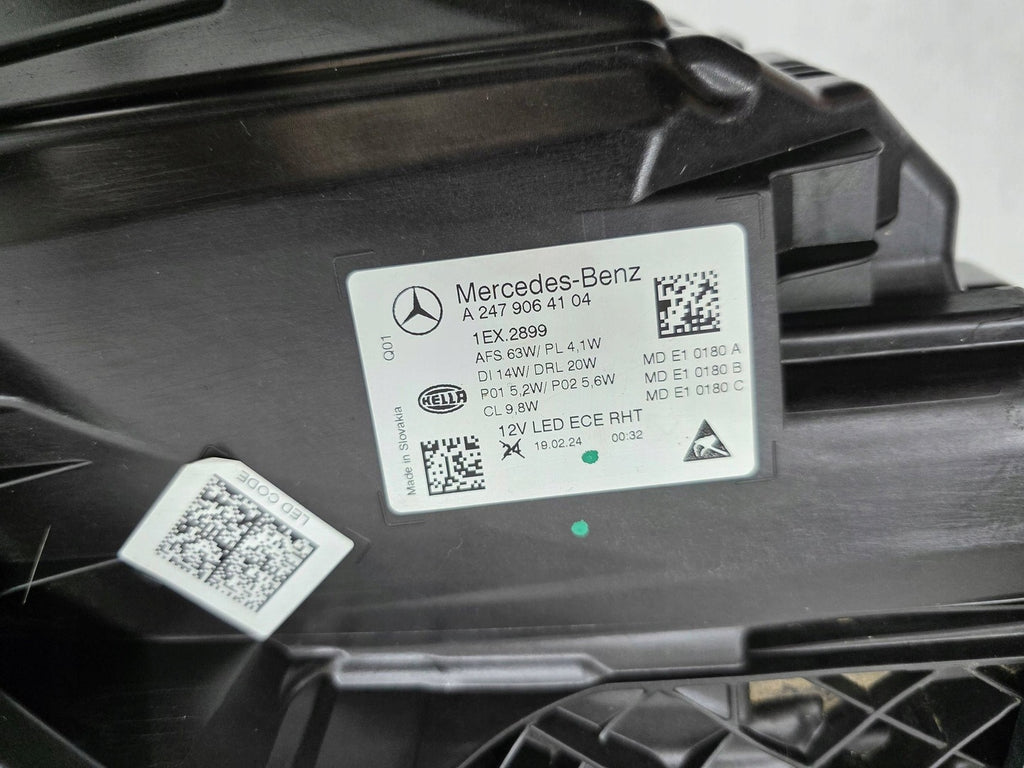 Mercedes-Benz
A 247 906 41 04
Q01
1EX.2899
AFS 63W/ PL 4,1W
DI 14W/ DRL 20W
P01 5,2W/ P02 5,6W
CL 9,8W
MD E1 0180 A
MD E1 0180 B
MD E1 0180 C
HELLA
12V LED ECE RHT
Made in Slovakia
24
19.02.24
00:32
LED CODE